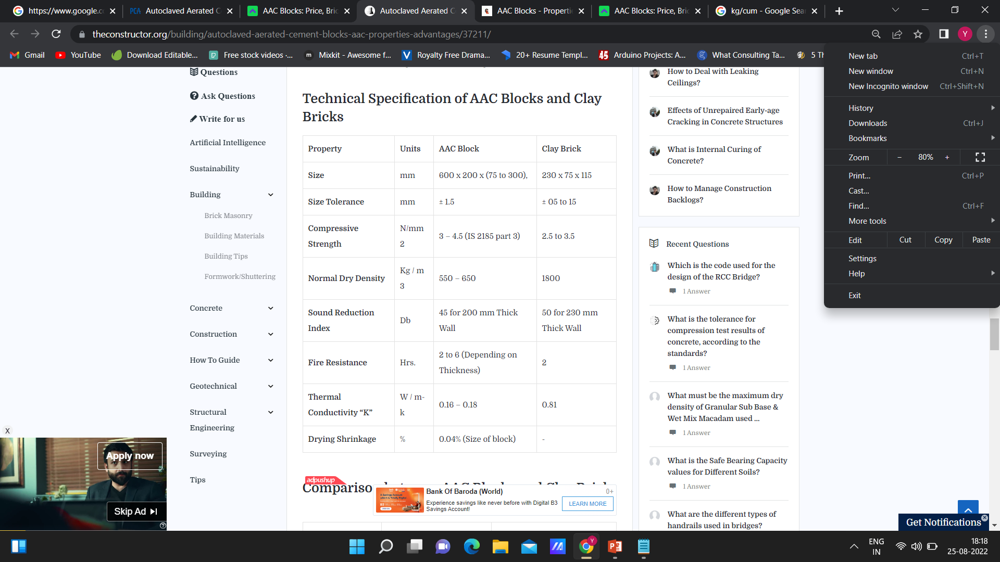 https://www.google.co
Autoclaved Aerated C
AAC Blocks: Price, Bric
Autoclaved Aerated C
AAC Blocks - Properti
AAC Blocks: Price, Bric
kg/cum - Google Sea
theconstructor.org/building/autoclaved-aerated-cement-blocks-aac-properties-advantages/37211/
Y
Gmail
YouTube
Download Editable...
Free stock videos ·...
Mixkit - Awesome f...
Royalty Free Drama...
20+ Resume Templ...
Arduino Projects: A...
What Consulting Ta...
5 Th
New tab Ctrl+T
New window Ctrl+N
New Incognito window Ctrl+Shift+N
History
Downloads Ctrl+J
Bookmarks
Zoom − 80% +
Print... Ctrl+P
Cast...
Find... Ctrl+F
More tools
Edit Cut Copy Paste
Settings
Help
Exit
Questions
Ask Questions
Write for us
Artificial Intelligence
Sustainability
Building
Brick Masonry
Building Materials
Building Tips
Formwork/Shuttering
Concrete
Construction
How To Guide
Geotechnical
Structural
Engineering
Surveying
Tips
Technical Specification of AAC Blocks and Clay
Bricks
Property Units AAC Block Clay Brick
Size mm 600 x 200 x (75 to 300), 230 x 75 x 115
Size Tolerance mm ± 1.5 ± 05 to 15
Compressive Strength N/mm 2 3 – 4.5 (IS 2185 part 3) 2.5 to 3.5
Normal Dry Density Kg / m 3 550 – 650 1800
Sound Reduction Index Db 45 for 200 mm Thick Wall 50 for 230 mm Thick Wall
Fire Resistance Hrs. 2 to 6 (Depending on Thickness) 2
Thermal Conductivity “K” W / m-k 0.16 – 0.18 0.81
Drying Shrinkage % 0.04% (Size of block) -
adpushup
Bank Of Baroda (World)
Experience savings like never before with Digital B3
Savings Account!
LEARN MORE
0+
How to Deal with Leaking
Ceilings?
Effects of Unrepaired Early-age
Cracking in Concrete Structures
What is Internal Curing of
Concrete?
How to Manage Construction
Backlogs?
Recent Questions
Which is the code used for the
design of the RCC Bridge?
1 Answer
What is the tolerance for
compression test results of
concrete, according to the
standards?
1 Answer
What must be the maximum dry
density of Granular Sub Base &
Wet Mix Macadam used ...
1 Answer
What is the Safe Bearing Capacity
values for Different Soils?
1 Answer
What are the different types of
handrails used in bridges?
Get Notifications
X
Apply now
Skip Ad
ENG
IN
18:18
25-08-2022